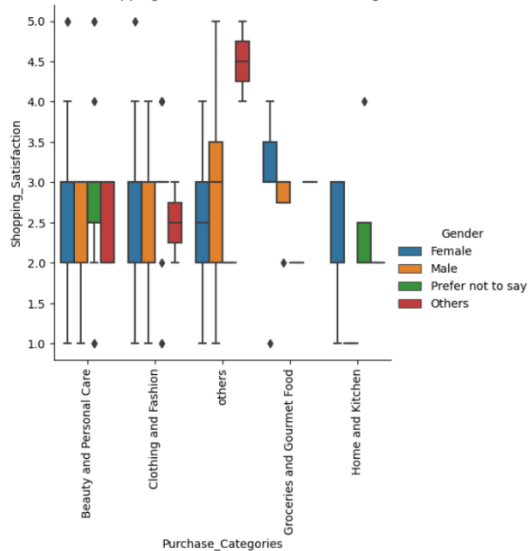 5.0
4.5
4.0
3.5
3.0
2.5
2.0
1.5
1.0
Shopping_Satisfaction
Gender
Female
Male
Prefer not to say
Others
Beauty and Personal Care
Clothing and Fashion
others
Groceries and Gourmet Food
Home and Kitchen
Purchase_Categories